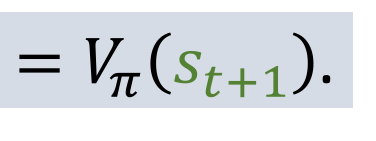 = V_π(s_{t+1}).